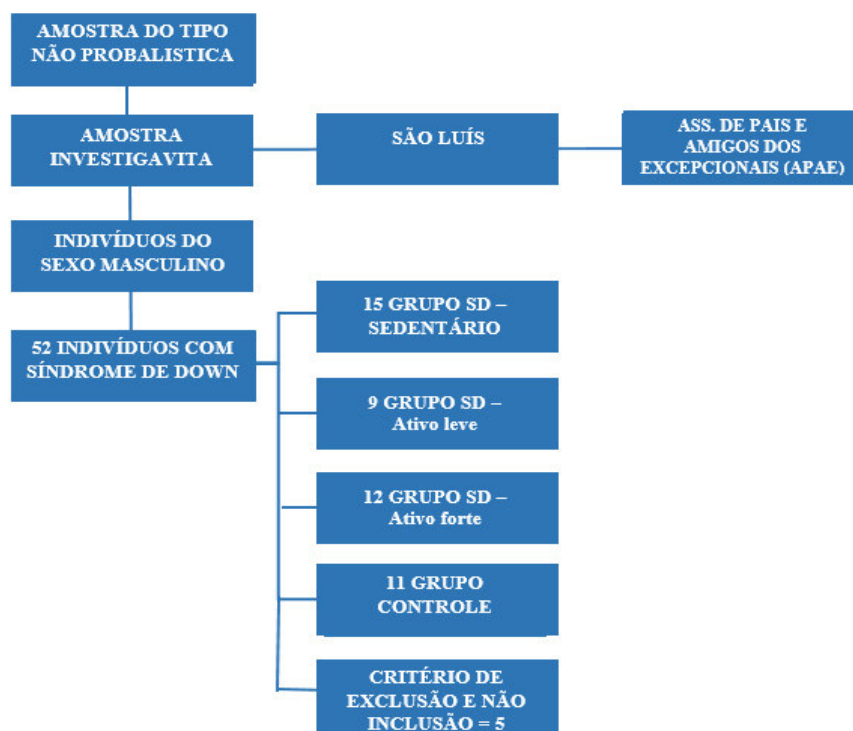 AMOSTRA DO TIPO
NÃO PROBALISTICA
AMOSTRA
INVESTIGAVITA
SÃO LUÍS
ASS. DE PAIS E
AMIGOS DOS
EXCEPCIONAIS (APAE)
INDIVÍDUOS DO
SEXO MASCULINO
52 INDIVÍDUOS COM
SÍNDROME DE DOWN
15 GRUPO SD –
SEDENTÁRIO
9 GRUPO SD –
Ativo leve
12 GRUPO SD –
Ativo forte
11 GRUPO
CONTROLE
CRITÉRIO DE
EXCLUSÃO E NÃO
INCLUSÃO = 5